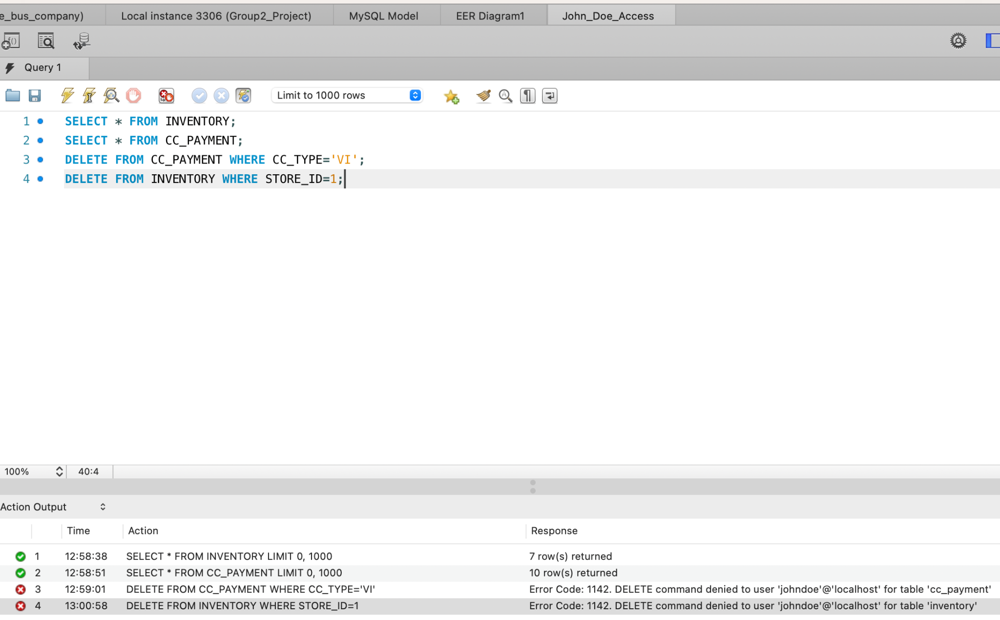 e_bus_company) Local instance 3306 (Group2_Project) MySQL Model EER Diagram1 John_Doe_Access
Query 1
Limit to 1000 rows
1 SELECT * FROM INVENTORY;
2 SELECT * FROM CC_PAYMENT;
3 DELETE FROM CC_PAYMENT WHERE CC_TYPE='VI';
4 DELETE FROM INVENTORY WHERE STORE_ID=1;
100% 40:4
Action Output
Time Action Response
1 12:58:38 SELECT * FROM INVENTORY LIMIT 0, 1000 7 row(s) returned
2 12:58:51 SELECT * FROM CC_PAYMENT LIMIT 0, 1000 10 row(s) returned
3 12:59:01 DELETE FROM CC_PAYMENT WHERE CC_TYPE='VI' Error Code: 1142. DELETE command denied to user 'johndoe'@'localhost' for table 'cc_payment'
4 13:00:58 DELETE FROM INVENTORY WHERE STORE_ID=1 Error Code: 1142. DELETE command denied to user 'johndoe'@'localhost' for table 'inventory'